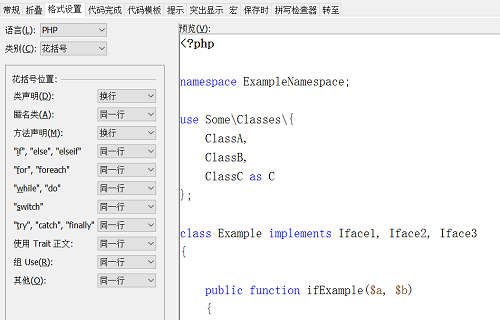 常规 折叠 格式设置 代码完成 代码模板 提示 突出显示 宏 保存时 拼写检查器 转至
语言(L): PHP
类别(C): 花括号
花括号位置:
类声明(D): 换行
匿名类(A): 同一行
方法声明(M): 换行
"if", "else", "elseif" 同一行
"for", "foreach" 同一行
"while", "do" 同一行
"switch" 同一行
"try", "catch", "finally" 同一行
使用 Trait 正文: 同一行
组 Use(R): 同一行
其他(O): 同一行
预览(V):
<?php
namespace ExampleNamespace;
use Some\Classes\{
ClassA,
ClassB,
ClassC as C
};
class Example implements Iface1, Iface2, Iface3
{
public function ifExample($a, $b)
{